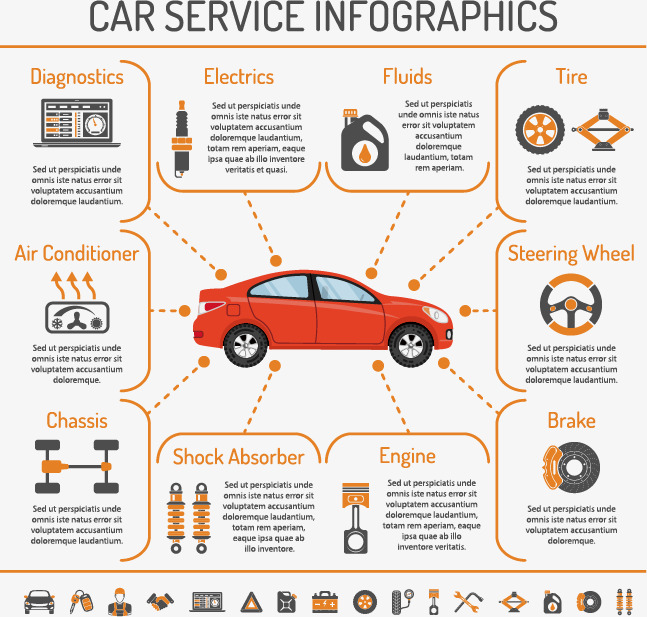 CAR SERVICE INFOGRAPHICS
Diagnostics
Sed ut perspiciatis unde
omnis iste natus error sit
voluptatem accusantium
doloremque laudantium.
Electrics
Sed ut perspiciatis unde
omnis iste natus error sit
voluptatem accusantium
doloremque laudantium,
totam rem aperiam, eaque
ipsa quae ab illo inventore
veritatis et quasi.
Fluids
Sed ut perspiciatis
unde omnis iste natus
error sit voluptatem
accusantium
doloremque
laudantium, totam
rem aperiam.
Tire
Sed ut perspiciatis unde
omnis iste natus error sit
voluptatem accusantium
doloremque laudantium.
Air Conditioner
Sed ut perspiciatis unde
omnis iste natus error sit
voluptatem accusantium
doloremque.
Steering Wheel
Sed ut perspiciatis unde
omnis iste natus error sit
voluptatem accusantium
doloremque laudantium.
Chassis
Sed ut perspiciatis unde
omnis iste natus error sit
voluptatem accusantium
doloremque laudantium.
Shock Absorber
Sed ut perspiciatis unde
omnis iste natus error sit
voluptatem accusantium
doloremque laudantium,
totam rem aperiam,
eaque ipsa quae ab
illo inventore.
Engine
Sed ut perspiciatis unde
omnis iste natus error sit
voluptatem accusantium
doloremque laudantium,
totam rem aperiam, eaque
ipsa quae ab illo
inventore veritatis.
Brake
Sed ut perspiciatis unde
omnis iste natus error sit
voluptatem accusantium
doloremque.